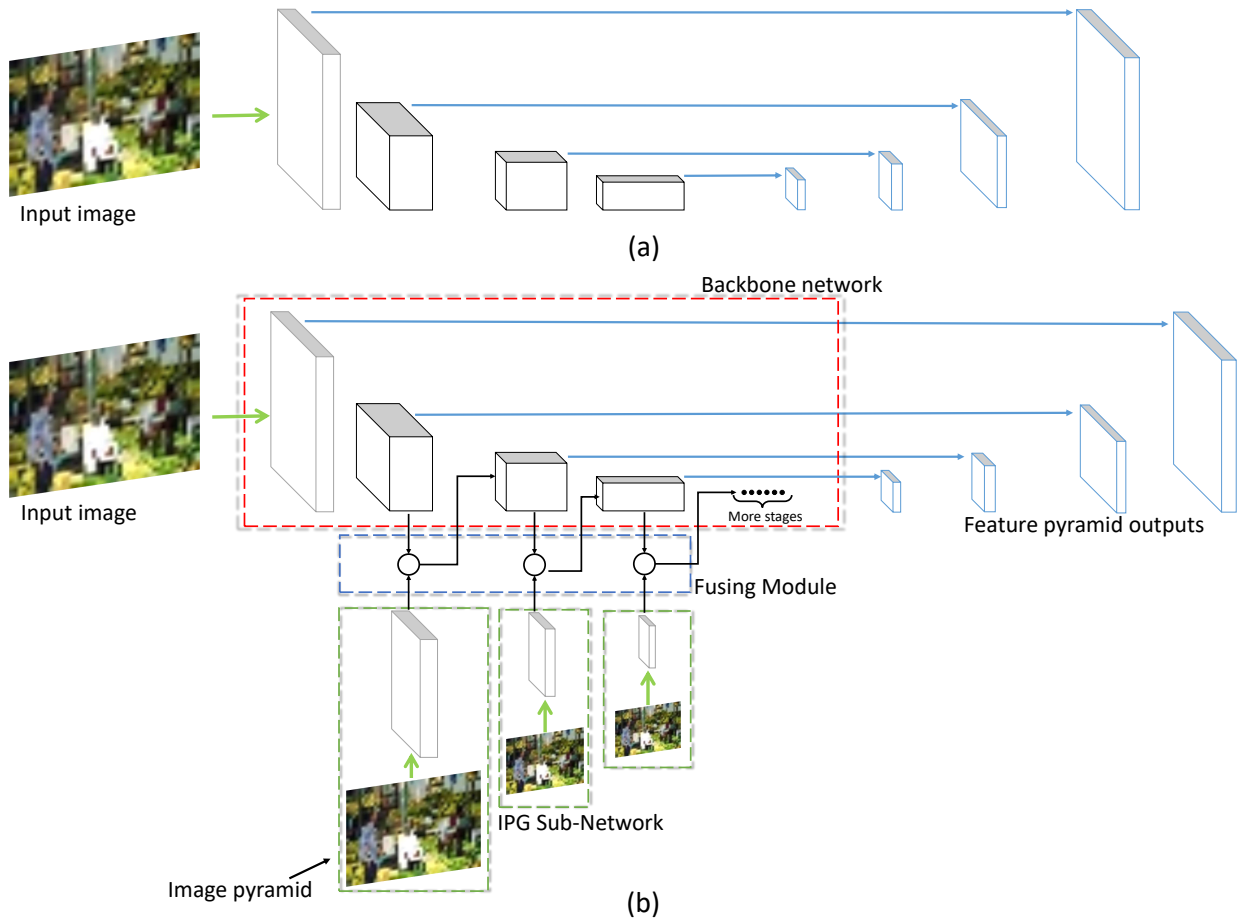 Input image
(a)
Backbone network
Input image
More stages
Feature pyramid outputs
Fusing Module
IPG Sub-Network
Image pyramid
(b)